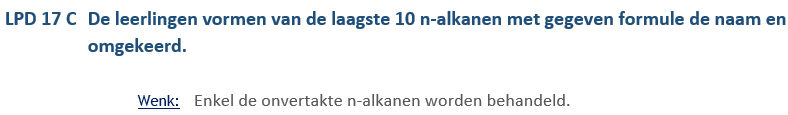 LPD 17 C De leerlingen vormen van de laagste 10 n-alkanen met gegeven formule de naam en
omgekeerd.
Wenk: Enkel de onvertakte n-alkanen worden behandeld.